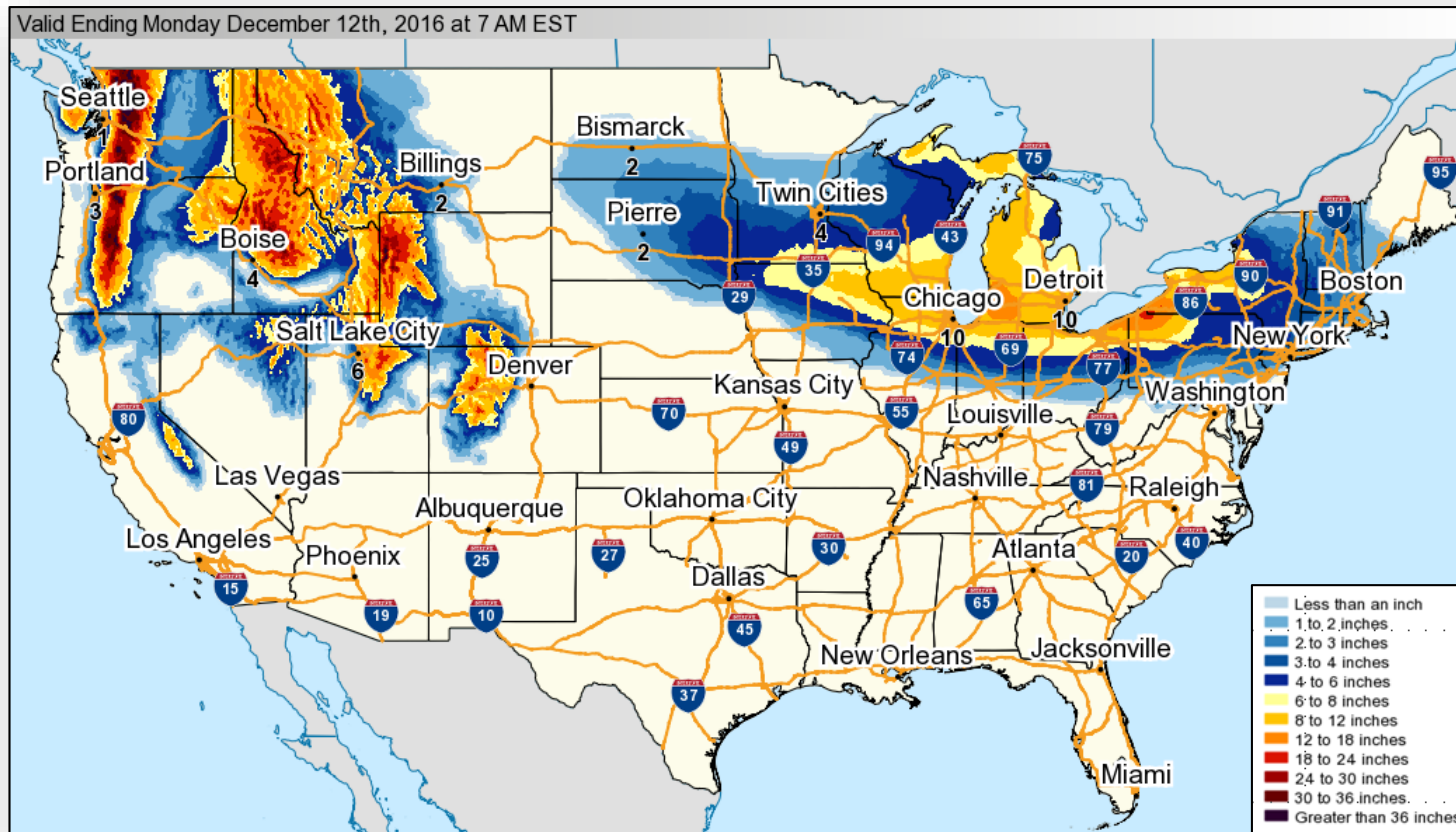 Valid Ending Monday December 12th, 2016 at 7 AM EST
Seattle
1
Portland
3
Billings
2
Bismarck
2
Pierre
2
Twin Cities
4
75
95
91
Boise
4
94
43
35
29
Detroit
10
Chicago
10
90
86
Boston
Salt Lake City
6
Denver
74
69
77
New York
Kansas City
Washington
80
70
55
Louisville
79
49
Las Vegas
Nashville
81
Raleigh
Albuquerque
Oklahoma City
Los Angeles
Phoenix
25
27
30
Atlanta
20
40
15
19
10
Dallas
45
65
37
New Orleans
Jacksonville
Miami
Less than an inch
1 to 2 inches
2 to 3 inches
3 to 4 inches
4 to 6 inches
6 to 8 inches
8 to 12 inches
12 to 18 inches
18 to 24 inches
24 to 30 inches
30 to 36 inches
Greater than 36 inches